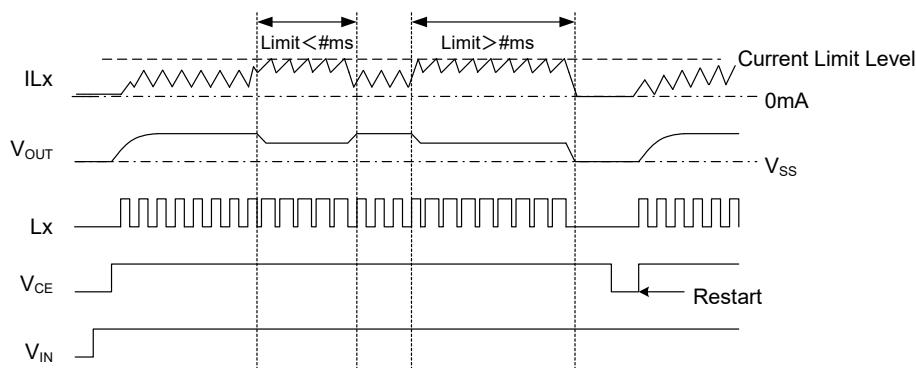 Limit＜#ms
Limit＞#ms
Current Limit Level
ILx
0mA
VOUT
VSS
Lx
VCE
Restart
VIN